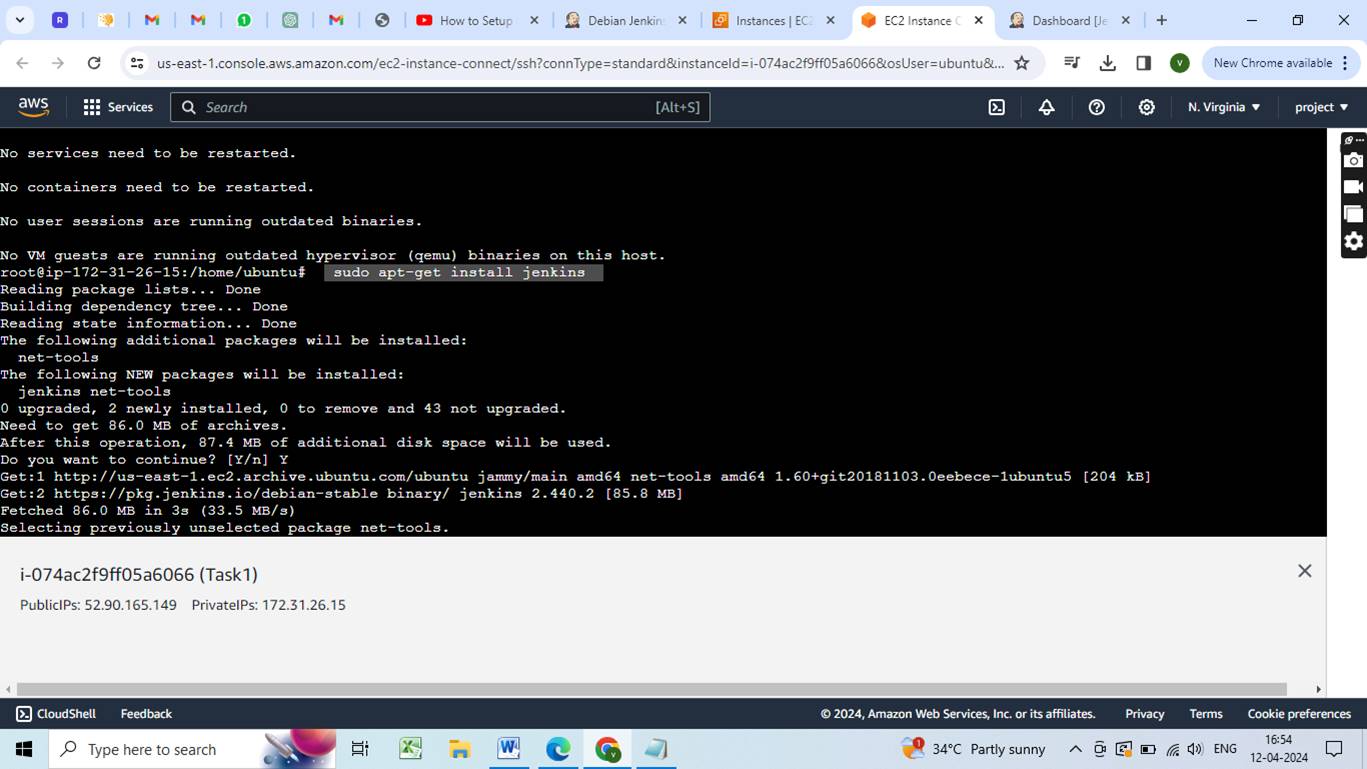 R
How to Setup
Debian Jenkins
Instances | EC2
EC2 Instance C
Dashboard [Je
us-east-1.console.aws.amazon.com/ec2-instance-connect/ssh?connType=standard&instanceId=i-074ac2f9ff05a6066&osUser=ubuntu&...
V
New Chrome available
aws
Services
Search
[Alt+S]
N. Virginia
project
No services need to be restarted.
No containers need to be restarted.
No user sessions are running outdated binaries.
No VM guests are running outdated hypervisor (qemu) binaries on this host.
root@ip-172-31-26-15:/home/ubuntu# sudo apt-get install jenkins
Reading package lists... Done
Building dependency tree... Done
Reading state information... Done
The following additional packages will be installed:
net-tools
The following NEW packages will be installed:
jenkins net-tools
0 upgraded, 2 newly installed, 0 to remove and 43 not upgraded.
Need to get 86.0 MB of archives.
After this operation, 87.4 MB of additional disk space will be used.
Do you want to continue? [Y/n] Y
Get:1 http://us-east-1.ec2.archive.ubuntu.com/ubuntu jammy/main amd64 net-tools amd64 1.60+git20181103.0eebece-1ubuntu5 [204 kB]
Get:2 https://pkg.jenkins.io/debian-stable binary/ jenkins 2.440.2 [85.8 MB]
Fetched 86.0 MB in 3s (33.5 MB/s)
Selecting previously unselected package net-tools.
i-074ac2f9ff05a6066 (Task1)
PublicIPs: 52.90.165.149 PrivateIPs: 172.31.26.15
CloudShell
Feedback
© 2024, Amazon Web Services, Inc. or its affiliates.
Privacy
Terms
Cookie preferences
Type here to search
34°C Partly sunny
ENG
16:54
12-04-2024